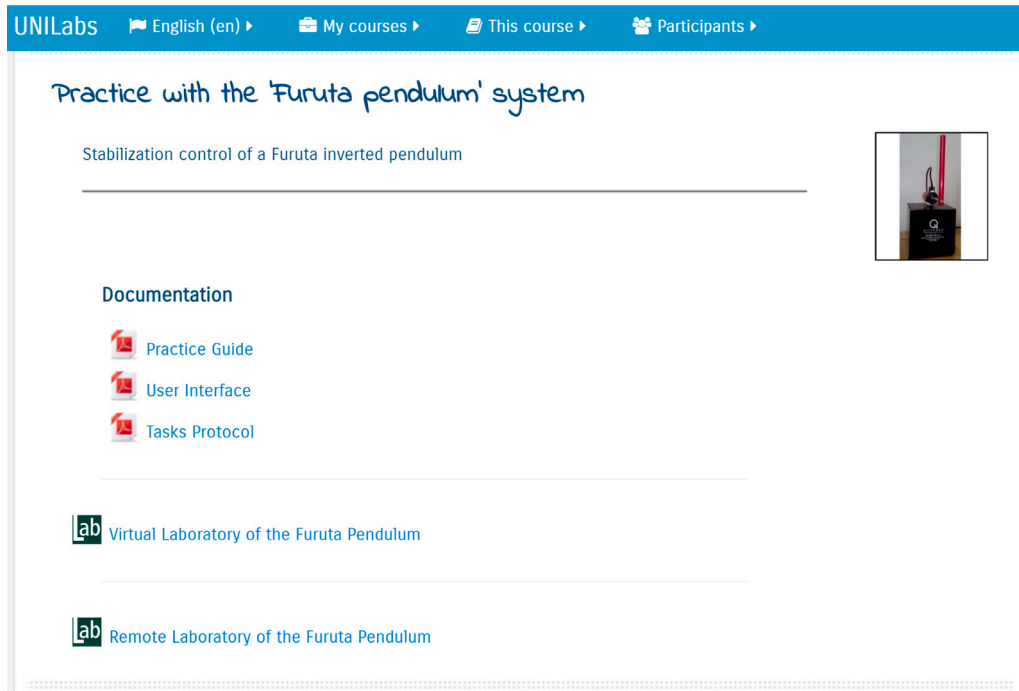 UNILabs English (en) My courses This course Participants
Practice with the 'Furuta pendulum' system
Stabilization control of a Furuta inverted pendulum
Documentation
Practice Guide
User Interface
Tasks Protocol
Lab Virtual Laboratory of the Furuta Pendulum
Lab Remote Laboratory of the Furuta Pendulum